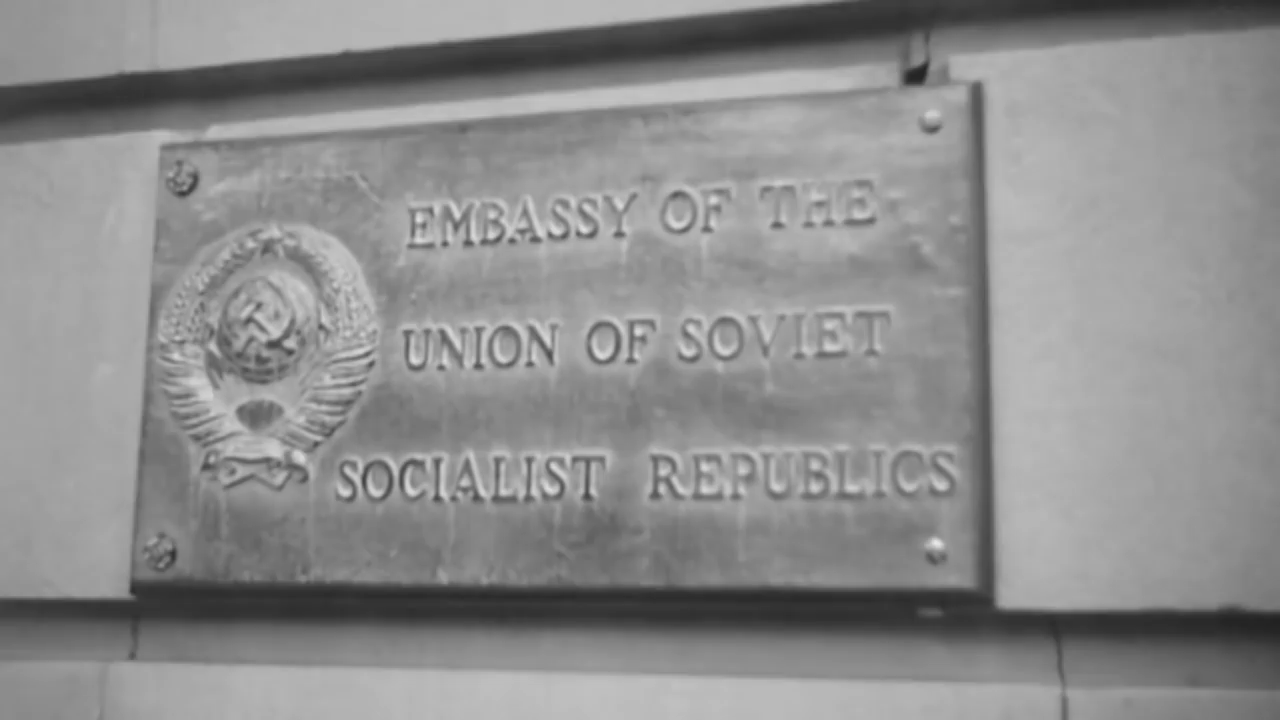 EMBASSY OF THE
UNION OF SOVIET
SOCIALIST REPUBLICS